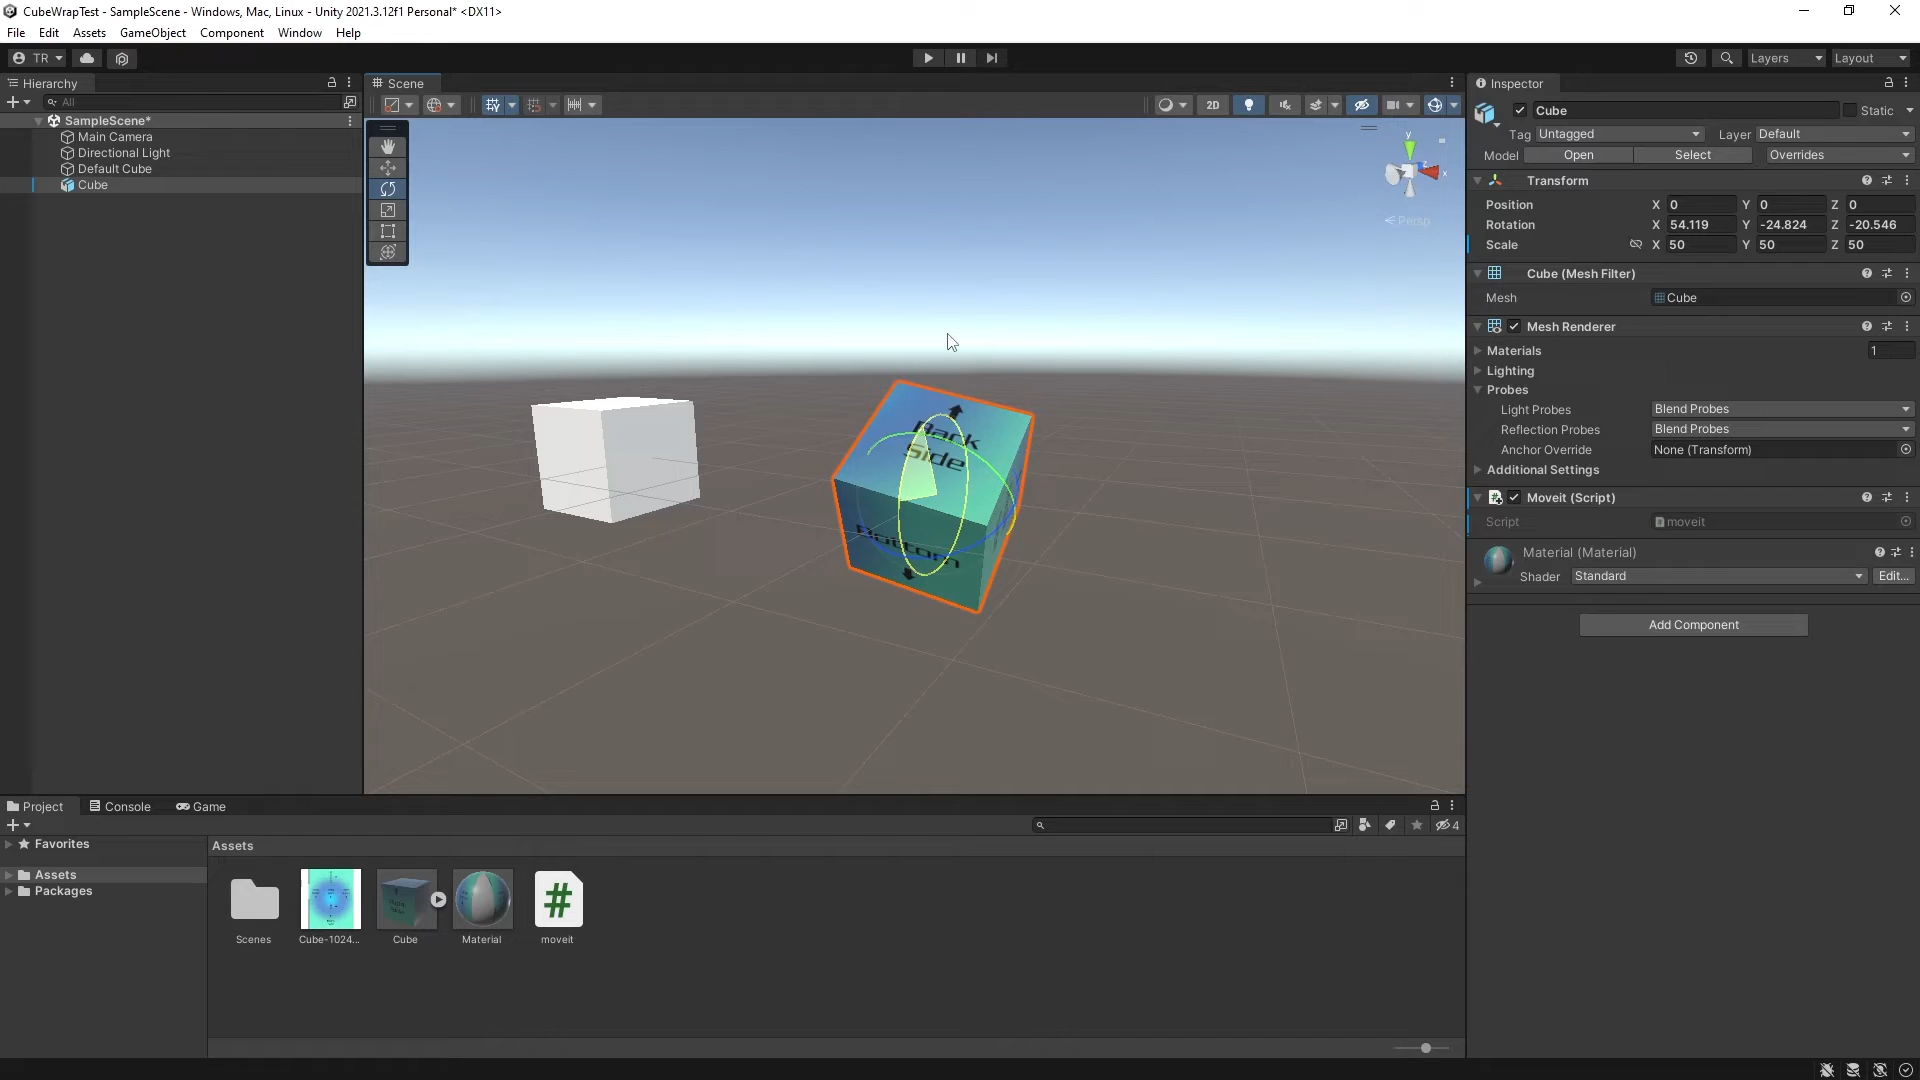 CubeWrapTest - SampleScene - Windows, Mac, Linux - Unity 2021.3.12f1 Personal* <DX11>
File Edit Assets GameObject Component Window Help
TR
Layers Layout
Hierarchy
All
SampleScene*
Main Camera
Directional Light
Default Cube
Cube
Scene
2D
y
x
Persp
Back
Side
Bottom
Inspector
Cube Static
Tag Untagged Layer Default
Model Open Select Overrides
Transform
Position X 0 Y 0 Z 0
Rotation X 54.119 Y -24.824 Z -20.546
Scale X 50 Y 50 Z 50
Cube (Mesh Filter)
Mesh Cube
Mesh Renderer
Materials 1
Lighting
Probes
Light Probes Blend Probes
Reflection Probes Blend Probes
Anchor Override None (Transform)
Additional Settings
Moveit (Script)
Script moveit
Material (Material)
Shader Standard Edit...
Add Component
Project Console Game
4
Favorites
Assets
Packages
Assets
Scenes Cube-1024... Cube Material moveit